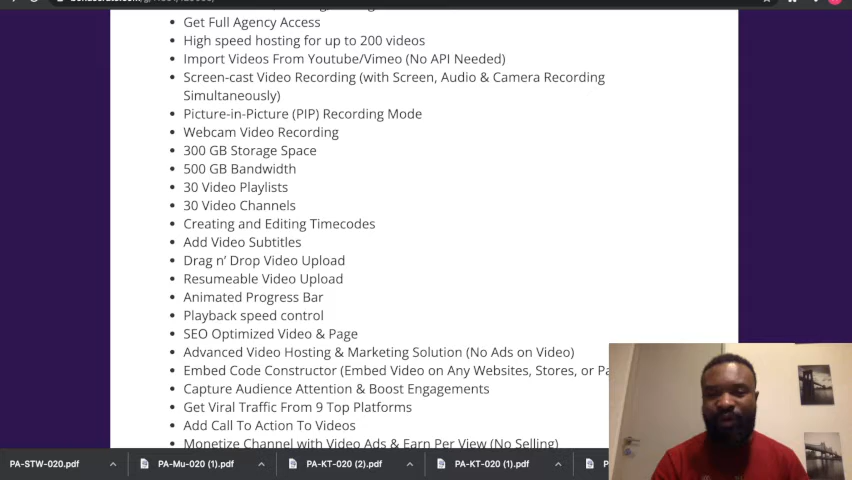 Get Full Agency Access
High speed hosting for up to 200 videos
Import Videos From Youtube/Vimeo (No API Needed)
Screen-cast Video Recording (with Screen, Audio & Camera Recording
Simultaneously)
Picture-in-Picture (PIP) Recording Mode
Webcam Video Recording
300 GB Storage Space
500 GB Bandwidth
30 Video Playlists
30 Video Channels
Creating and Editing Timecodes
Add Video Subtitles
Drag n’ Drop Video Upload
Resumeable Video Upload
Animated Progress Bar
Playback speed control
SEO Optimized Video & Page
Advanced Video Hosting & Marketing Solution (No Ads on Video)
Embed Code Constructor (Embed Video on Any Websites, Stores, or
Capture Audience Attention & Boost Engagements
Get Viral Traffic From 9 Top Platforms
Add Call To Action To Videos
Monetize Channel with Video Ads & Earn Per View (No Selling)
PA-STW-020.pdf PA-Mu-020 (1).pdf PA-KT-020 (2).pdf PA-KT-020 (1).pdf